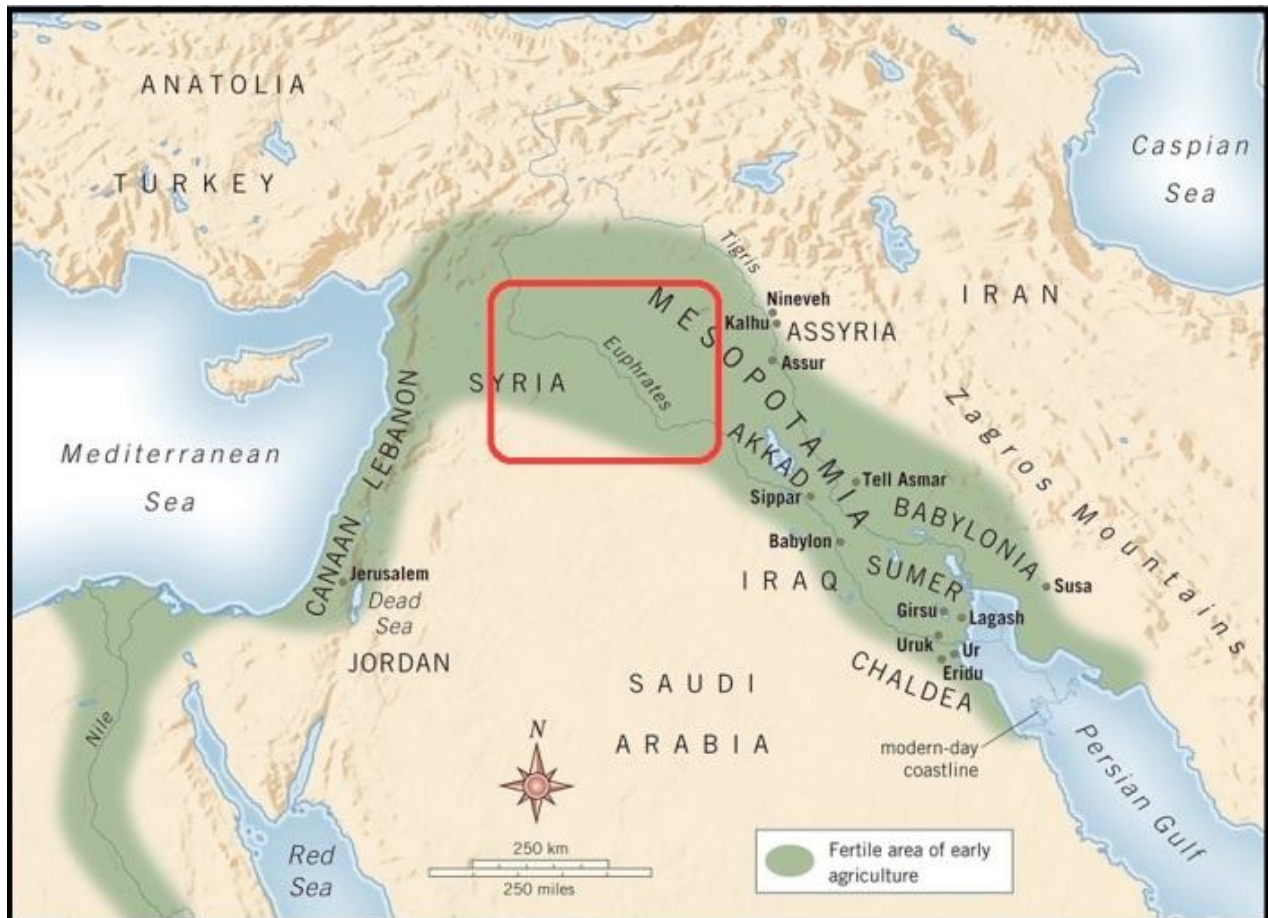 ANATOLIA
TURKEY
Caspian
Sea
Tigris
MESOPOTAMIA
Nineveh
Kalhu
ASSYRIA
IRAN
Assur
Euphrates
SYRIA
Zagros Mountains
Mediterranean
Sea
LEBANON
CANAAN
AKKAD
Tell Asmar
Sippar
BABYLONIA
Babylon
IRAQ
SUMER
Susa
Jerusalem
Dead
Sea
JORDAN
Girsu
Lagash
Uruk
Ur
Eridu
CHALDEA
SAUDI
ARABIA
Nile
modern-day
coastline
Persian Gulf
N
250 km
250 miles
Red
Sea
Fertile area of early
agriculture